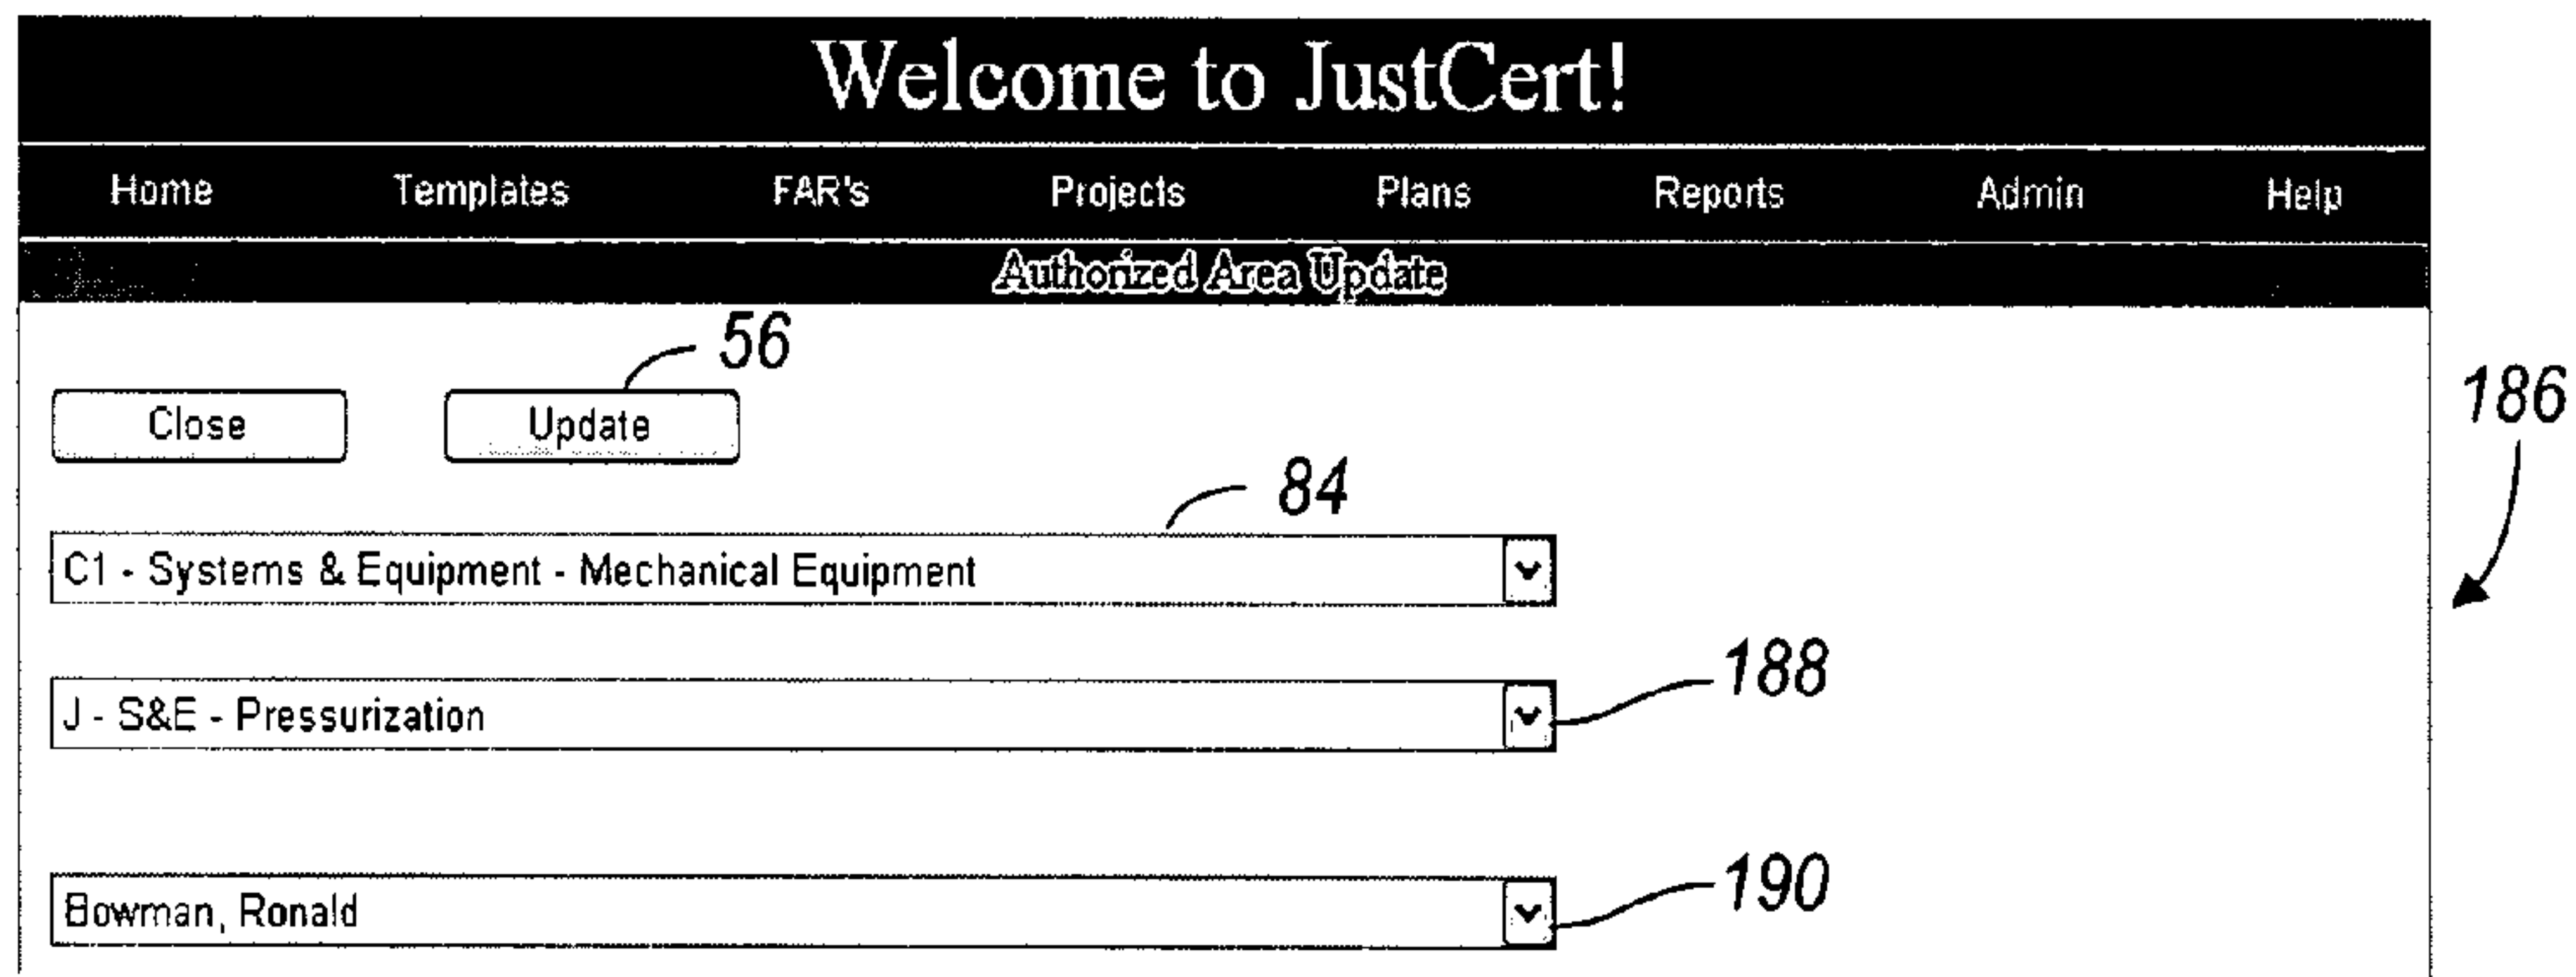 Welcome to JustCert!
Home Templates FAR's Projects Plans Reports Admin Help
Authorized Area Update
56
Close Update
186
84
C1 - Systems & Equipment - Mechanical Equipment
188
J - S&E - Pressurization
190
Bowman, Ronald